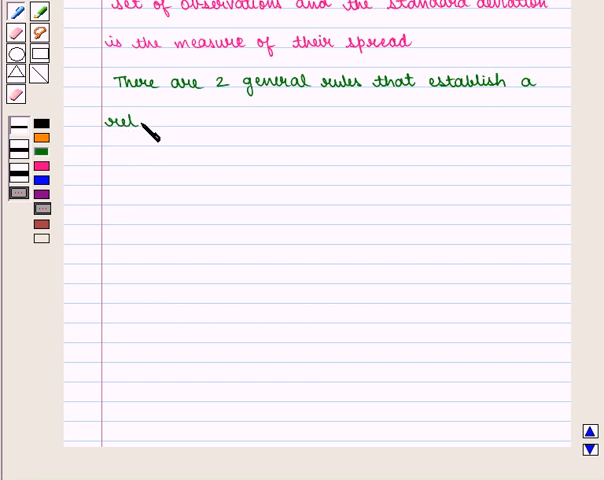 set of observations and the standard deviation
is the measure of their spread
There are 2 general rules that establish a
rel